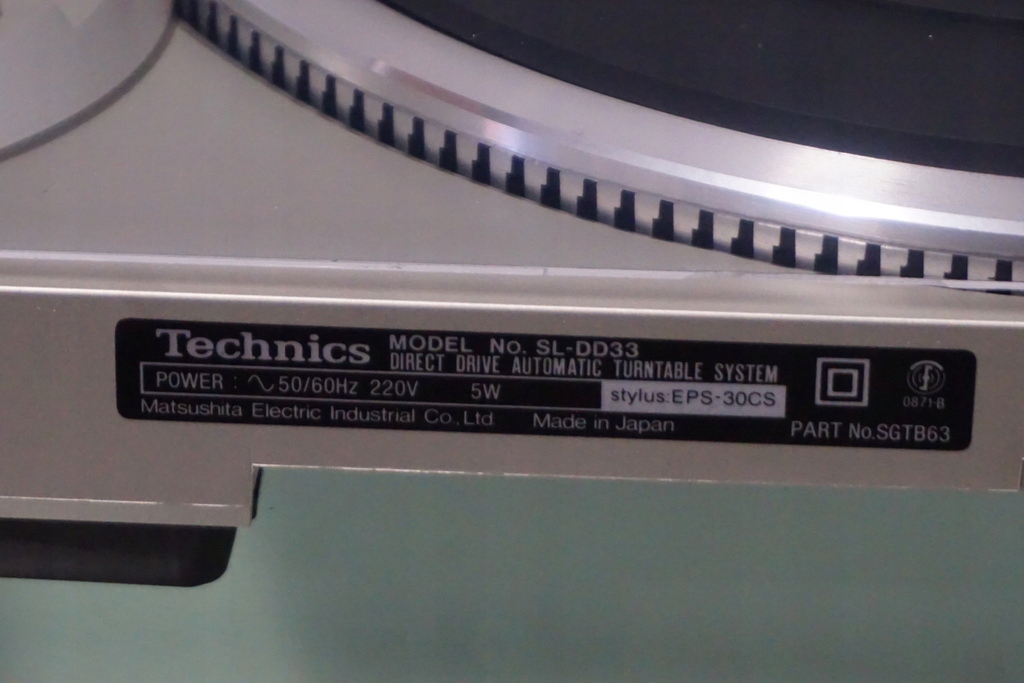 Technics MODEL No. SL-DD33
DIRECT DRIVE AUTOMATIC TURNTABLE SYSTEM
POWER : ∿50/60Hz 220V 5W stylus:EPS-30CS
Matsushita Electric Industrial Co., Ltd. Made in Japan
0871-B
PART No.SGTB63